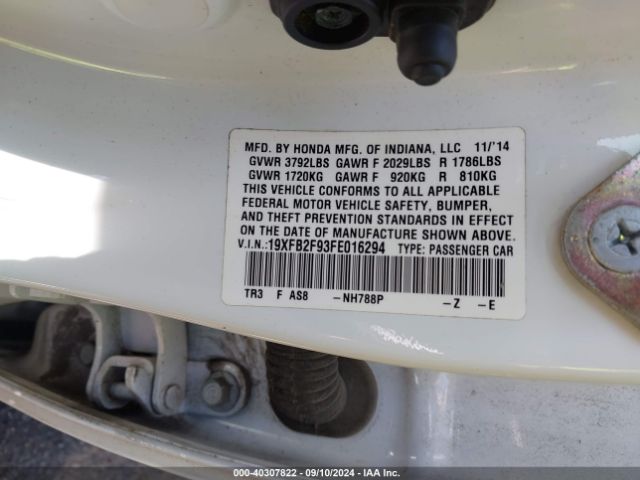 MFD. BY HONDA MFG. OF INDIANA, LLC 11/'14
GVWR 3792LBS GAWR F 2029LBS R 1786LBS
GVWR 1720KG GAWR F 920KG R 810KG
THIS VEHICLE CONFORMS TO ALL APPLICABLE
FEDERAL MOTOR VEHICLE SAFETY, BUMPER,
AND THEFT PREVENTION STANDARDS IN EFFECT
ON THE DATE OF MANUFACTURE SHOWN ABOVE.
V.I.N.:19XFB2F93FE016294 TYPE: PASSENGER CAR
TR3 F AS8 -NH788P -Z -E
000-40307822 - 09/10/2024 - IAA Inc.